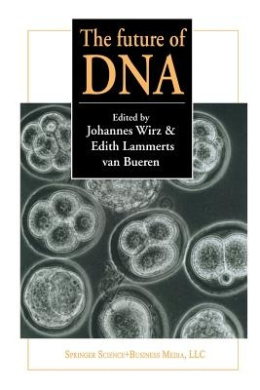 The future of
DNA
Edited by
Johannes Wirz &
Edith Lammerts
van Bueren
SPRINGER SCIENCE+BUSINESS MEDIA, LLC